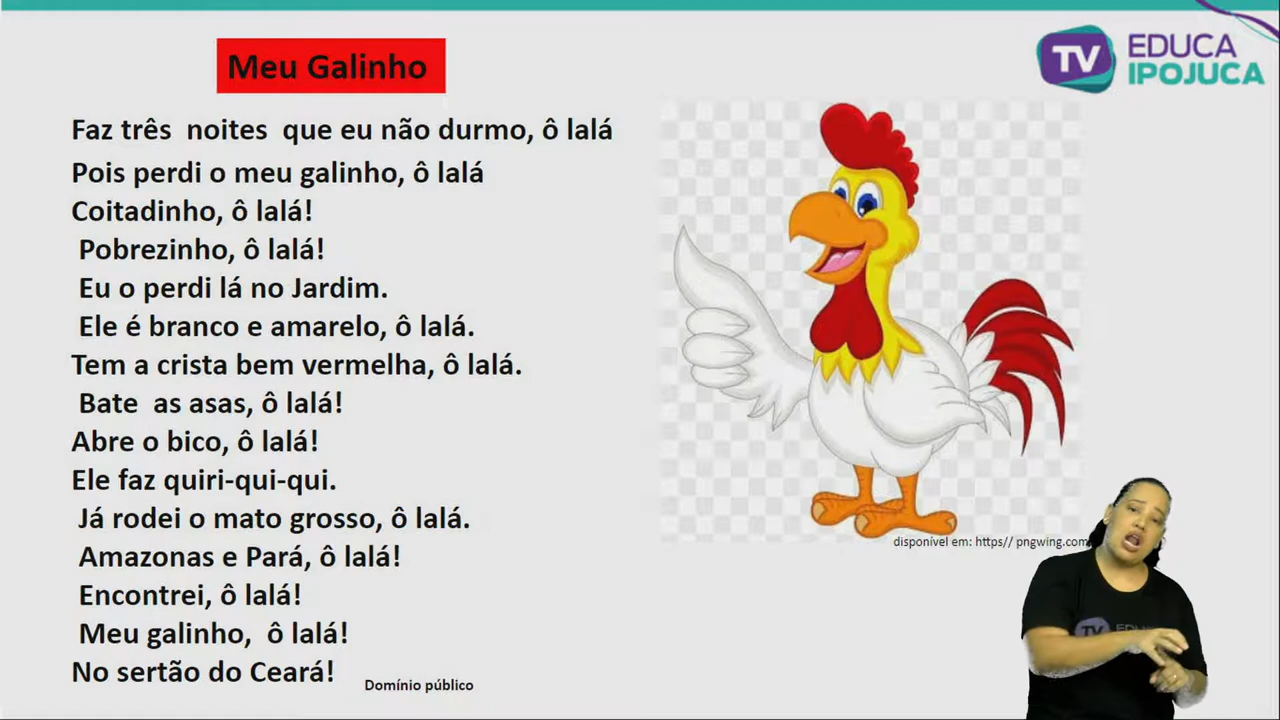 Meu Galinho
TV EDUCA
IPOJUCA
Faz três noites que eu não durmo, ô lalá
Pois perdi o meu galinho, ô lalá
Coitadinho, ô lalá!
Pobrezinho, ô lalá!
Eu o perdi lá no Jardim.
Ele é branco e amarelo, ô lalá.
Tem a crista bem vermelha, ô lalá.
Bate as asas, ô lalá!
Abre o bico, ô lalá!
Ele faz quiri-qui-qui.
Já rodei o mato grosso, ô lalá.
Amazonas e Pará, ô lalá!
Encontrei, ô lalá!
Meu galinho, ô lalá!
No sertão do Ceará!
Domínio público
disponível em: https// pngwing.com
TV